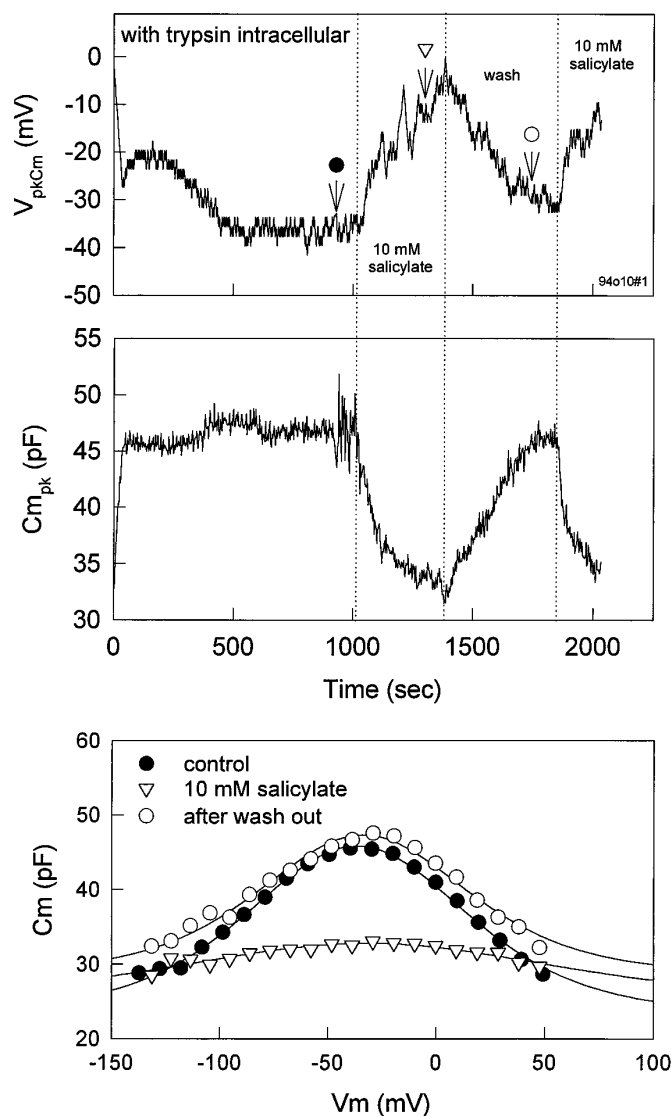 with trypsin intracellular
10 mM
salicylate
wash
0
-10
-20
-30
-40
-50
V_pkCm (mV)
10 mM
salicylate
94o10#1
55
50
45
40
35
30
Cm_pk (pF)
0 500 1000 1500 2000
Time (sec)
60
50
40
30
20
Cm (pF)
control
10 mM salicylate
after wash out
-150 -100 -50 0 50 100
Vm (mV)